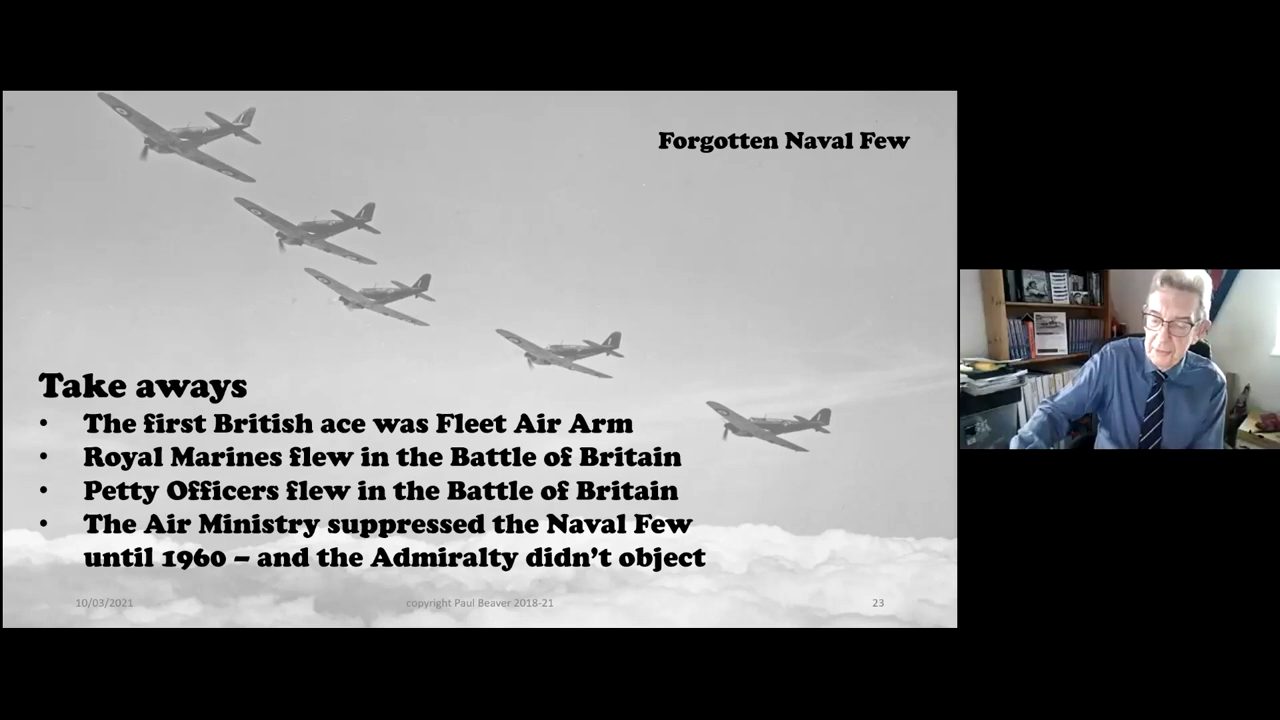 Forgotten Naval Few
Take aways
• The first British ace was Fleet Air Arm
• Royal Marines flew in the Battle of Britain
• Petty Officers flew in the Battle of Britain
• The Air Ministry suppressed the Naval Few
until 1960 – and the Admiralty didn’t object
10/03/2021
copyright Paul Beaver 2018-21
23